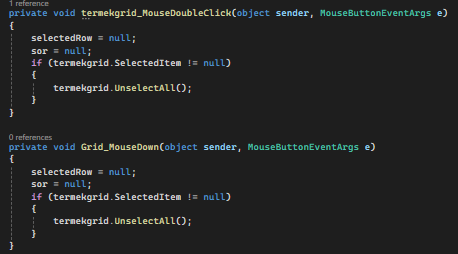 1 reference
private void termekgrid_MouseDoubleClick(object sender, MouseButtonEventArgs e)
{
    selectedRow = null;
    sor = null;
    if (termekgrid.SelectedItem != null)
    {
        termekgrid.UnselectAll();
    }
}
0 references
private void Grid_MouseDown(object sender, MouseButtonEventArgs e)
{
    selectedRow = null;
    sor = null;
    if (termekgrid.SelectedItem != null)
    {
        termekgrid.UnselectAll();
    }
}